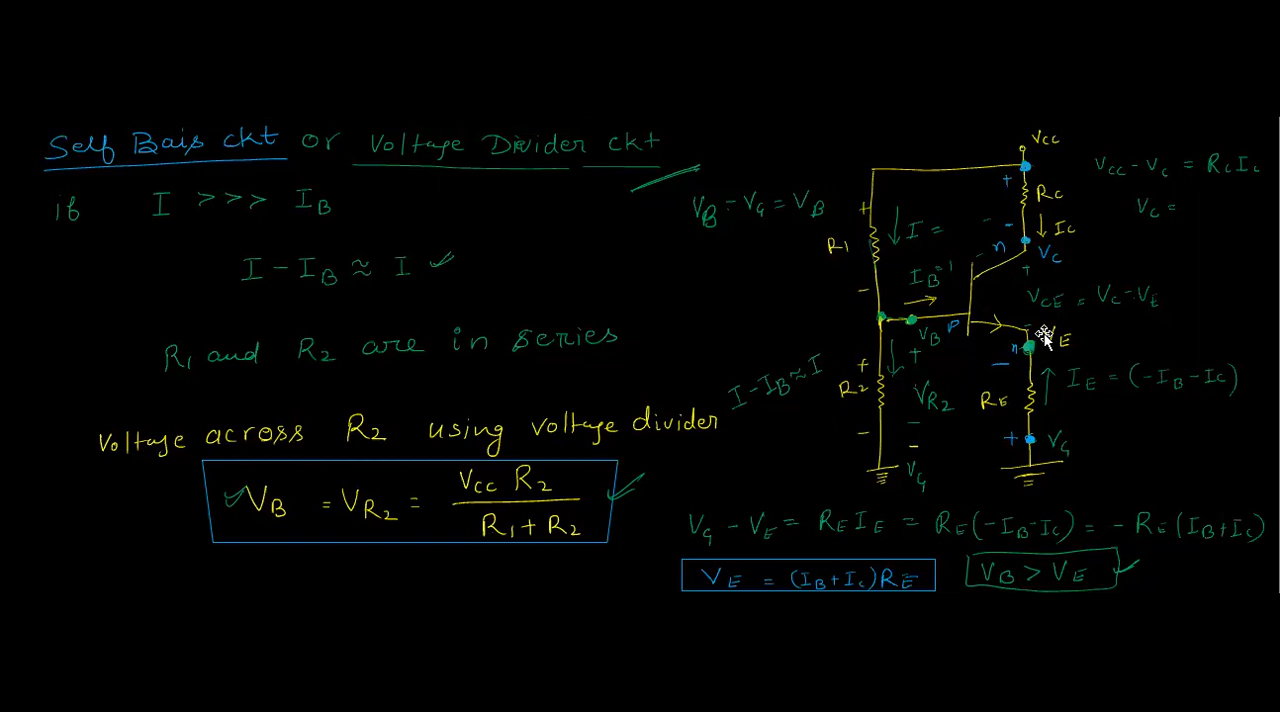 Self Bais ckt or Voltage Divider ckt
if I >>> IB
I - IB ≈ I ✓
R1 and R2 are in series
Voltage across R2 using voltage divider
✓ VB = VR2 = VCC R2 / R1 + R2 ✓
VCC
VCC - VC = RC IC
VC =
VB - VG = VB
+
+
RC
R1
I =
-
-
-
n
IC
VC
-
+
IB -1
VCE = VC - VE
-
P
VB
-
E
n
+
+
-
I - IB ≈ I
R2
VR2
RE
IE = (-IB - IC)
-
-
-
+
VG
VG
VG - VE = RE IE = RE (-IB - IC) = - RE (IB + IC)
VE = (IB + IC) RE
VB > VE ✓